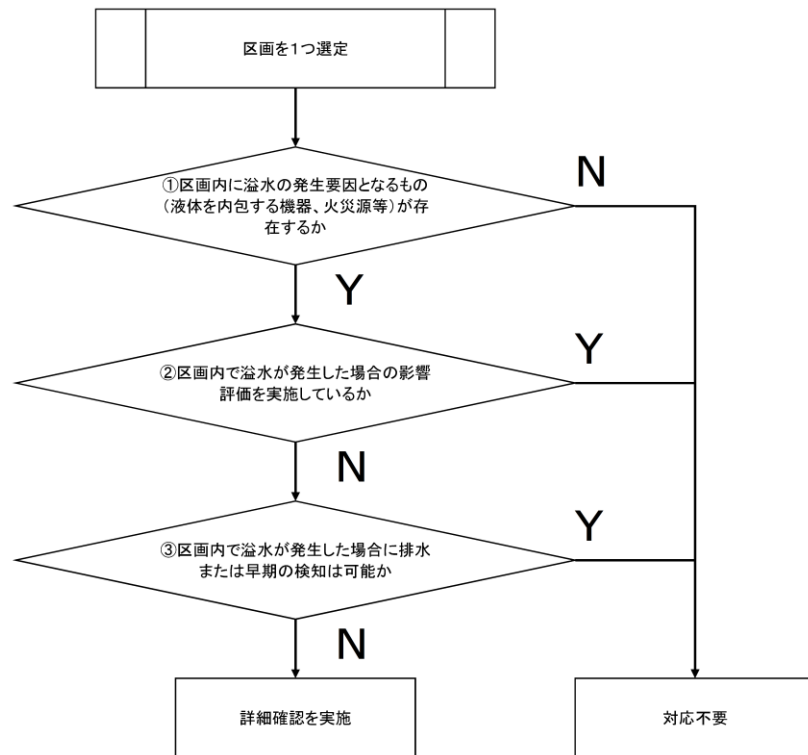 区画を1つ選定
①区画内に溢水の発生要因となるもの
(液体を内包する機器、火災源等)が存
在するか
N
Y
②区画内で溢水が発生した場合の影響
評価を実施しているか
Y
N
③区画内で溢水が発生した場合に排水
または早期の検知は可能か
Y
N
詳細確認を実施
対応不要